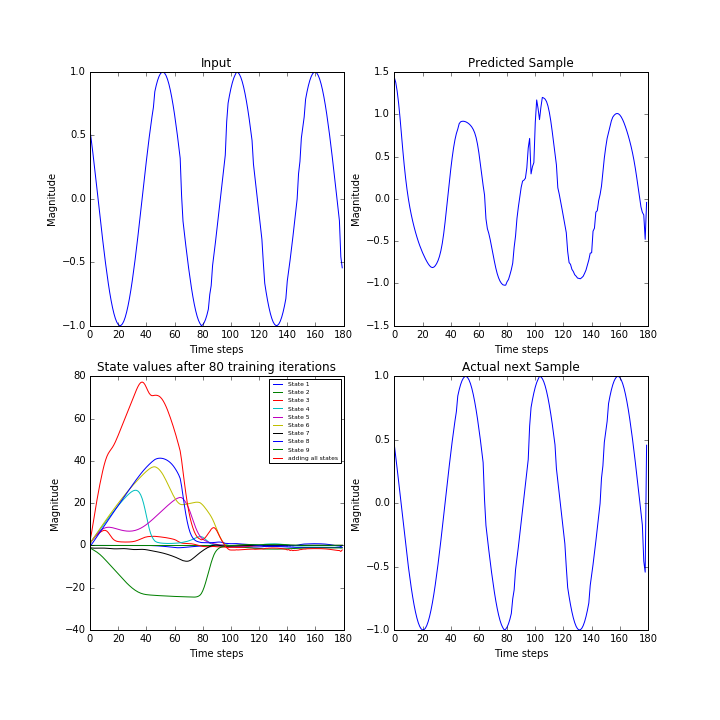 Input
1.0
0.5
0.0
−0.5
−1.0
Magnitude
0 20 40 60 80 100 120 140 160 180
Time steps
Predicted Sample
1.5
1.0
0.5
0.0
−0.5
−1.0
−1.5
Magnitude
0 20 40 60 80 100 120 140 160 180
Time steps
State values after 80 training iterations
80
60
40
20
0
−20
−40
Magnitude
State 1
State 2
State 3
State 4
State 5
State 6
State 7
State 8
State 9
adding all states
0 20 40 60 80 100 120 140 160 180
Time steps
Actual next Sample
1.0
0.5
0.0
−0.5
−1.0
Magnitude
0 20 40 60 80 100 120 140 160 180
Time steps